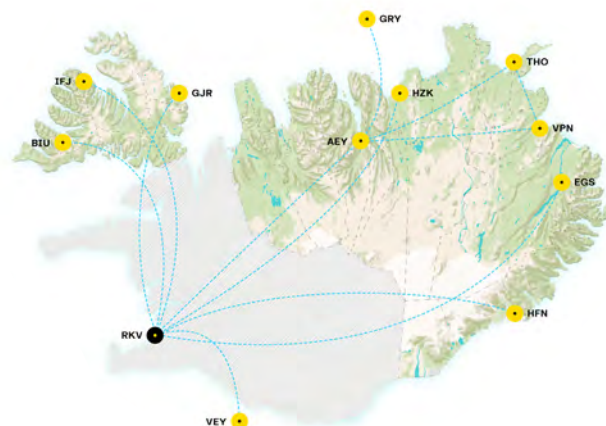 GRY
THO
IFJ
GJR
HZK
VPN
BIU
AEY
EGS
HFN
RKV
VEY